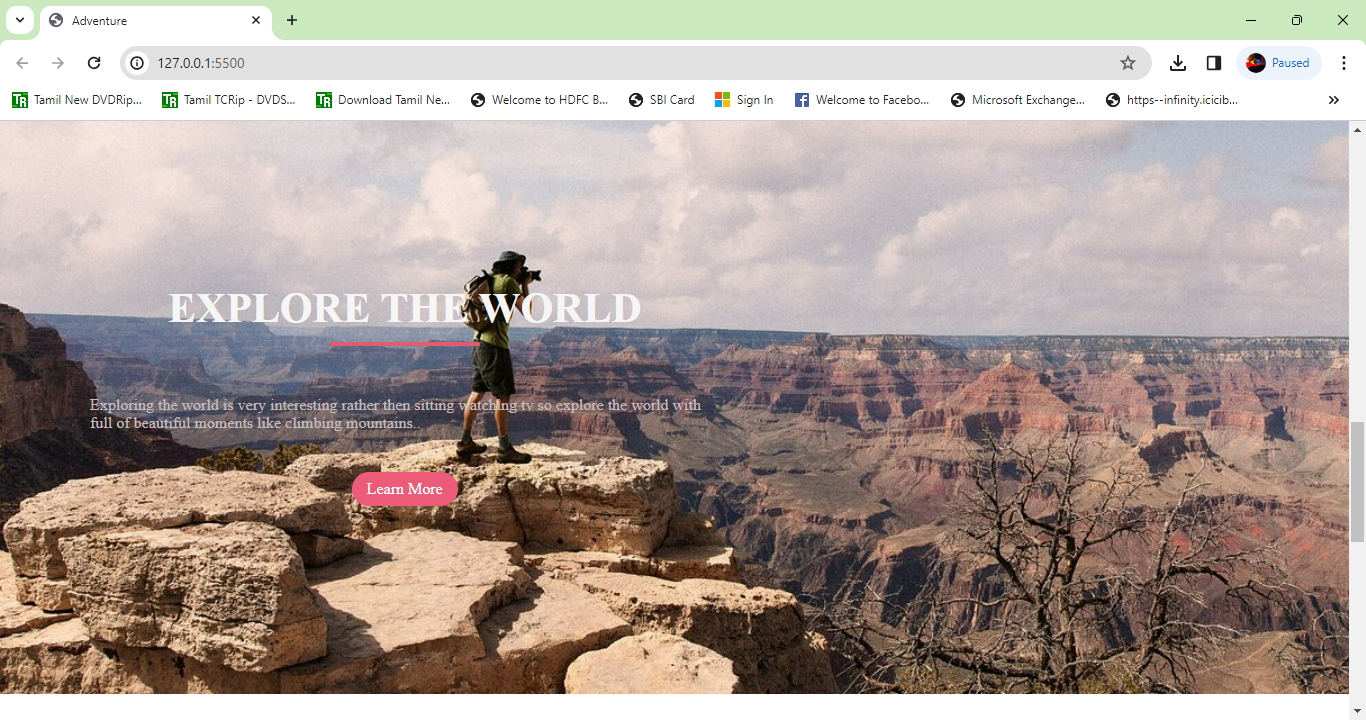 Adventure
127.0.0.1:5500
Paused
TR Tamil New DVDRip...
TR Tamil TCRip - DVDS...
TR Download Tamil Ne...
Welcome to HDFC B...
SBI Card
Sign In
Welcome to Facebo...
Microsoft Exchange...
https--infinity.icicib...
EXPLORE THE WORLD
Exploring the world is very interesting rather then sitting watching tv so explore the world with
full of beautiful moments like climbing mountains..
Learn More